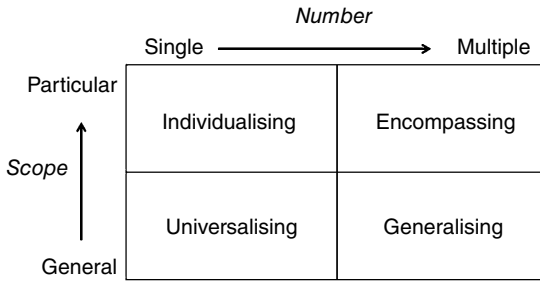 Number
Single Multiple
Particular
Individualising Encompassing
Scope
Universalising Generalising
General